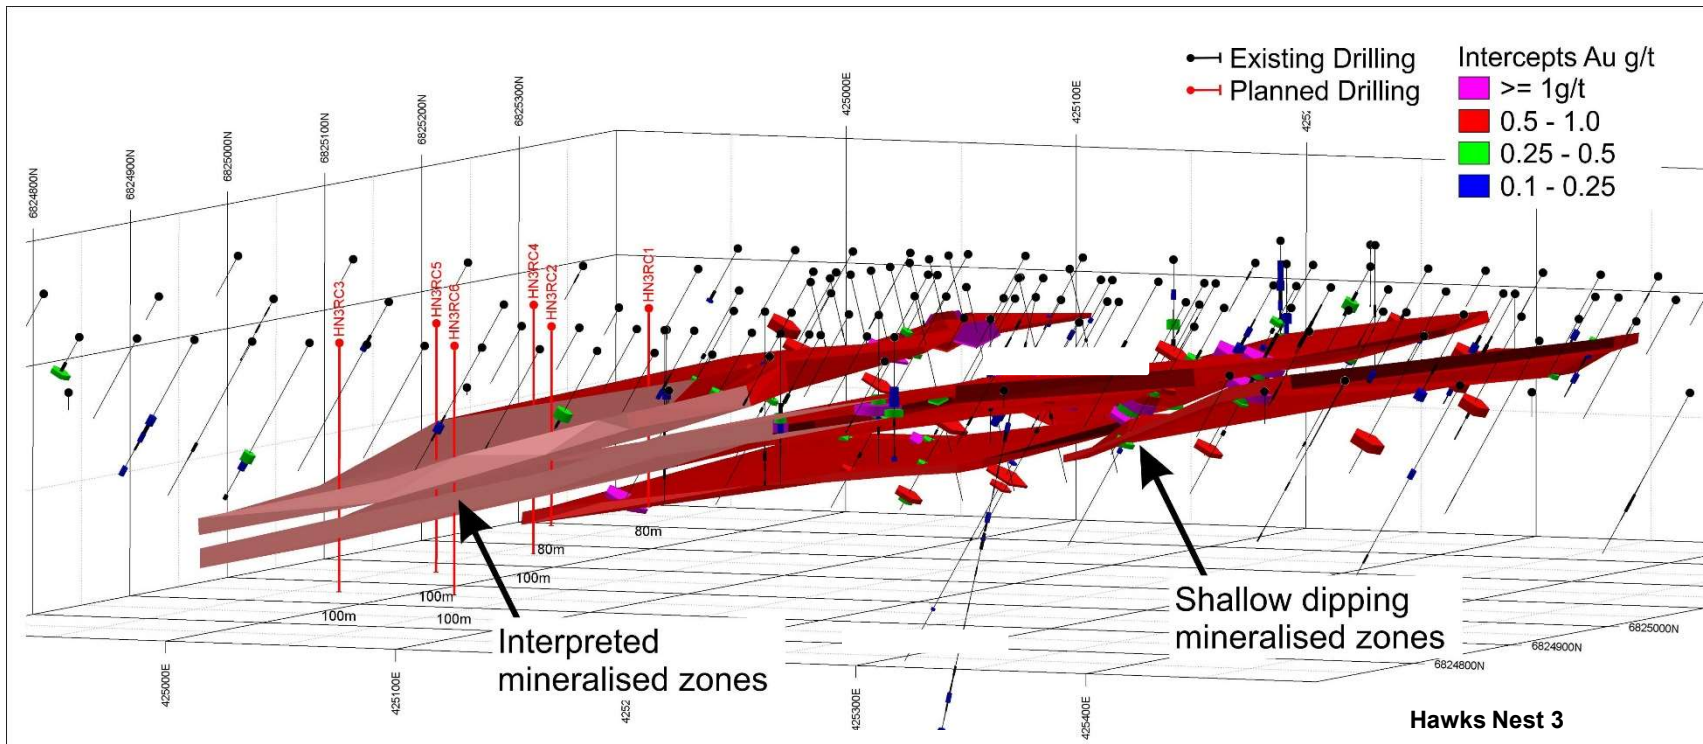 Existing Drilling
Planned Drilling
Intercepts Au g/t
>= 1g/t
0.5 - 1.0
0.25 - 0.5
0.1 - 0.25
6824800N
6824900N
6825000N
6825100N
6825200N
6825300N
425000E
425100E
4252
HN3RC3
HN3RC5
HN3RC6
HN3RC4
HN3RC2
HN3RC1
80m
80m
100m
100m
100m
100m
Interpreted
mineralised zones
Shallow dipping
mineralised zones
425000E
425100E
4252
425300E
425400E
6824800N
6824900N
6825000N
Hawks Nest 3